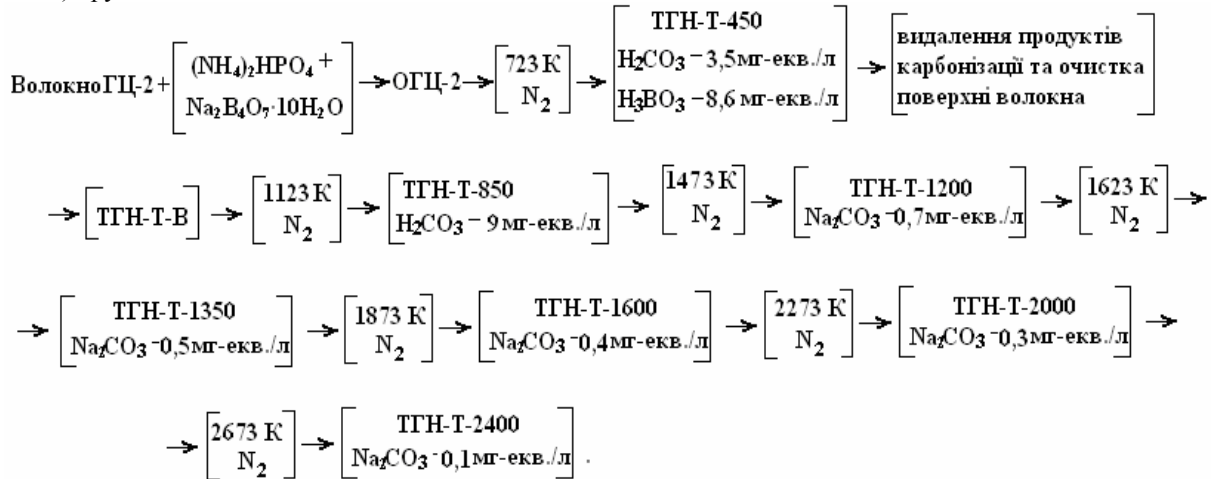 Волокно ГЦ-2 + [(NH₄)₂HPO₄ + Na₂B₄O₇·10H₂O] → ОГЦ-2 → [723 К N₂] → [ТГН-Т-450 H₂CO₃ – 3,5 мг-екв./л H₃BO₃ – 8,6 мг-екв./л] → [видалення продуктів карбонізації та очистка поверхні волокна]
→ [ТГН-Т-В] → [1123 К N₂] → [ТГН-Т-850 H₂CO₃ – 9 мг-екв./л] → [1473 К N₂] → [ТГН-Т-1200 Na₂CO₃ – 0,7 мг-екв./л] → [1623 К N₂] →
→ [ТГН-Т-1350 Na₂CO₃ – 0,5 мг-екв./л] → [1873 К N₂] → [ТГН-Т-1600 Na₂CO₃ – 0,4 мг-екв./л] → [2273 К N₂] → [ТГН-Т-2000 Na₂CO₃ – 0,3 мг-екв./л] →
→ [2673 К N₂] → [ТГН-Т-2400 Na₂CO₃ – 0,1 мг-екв./л] .